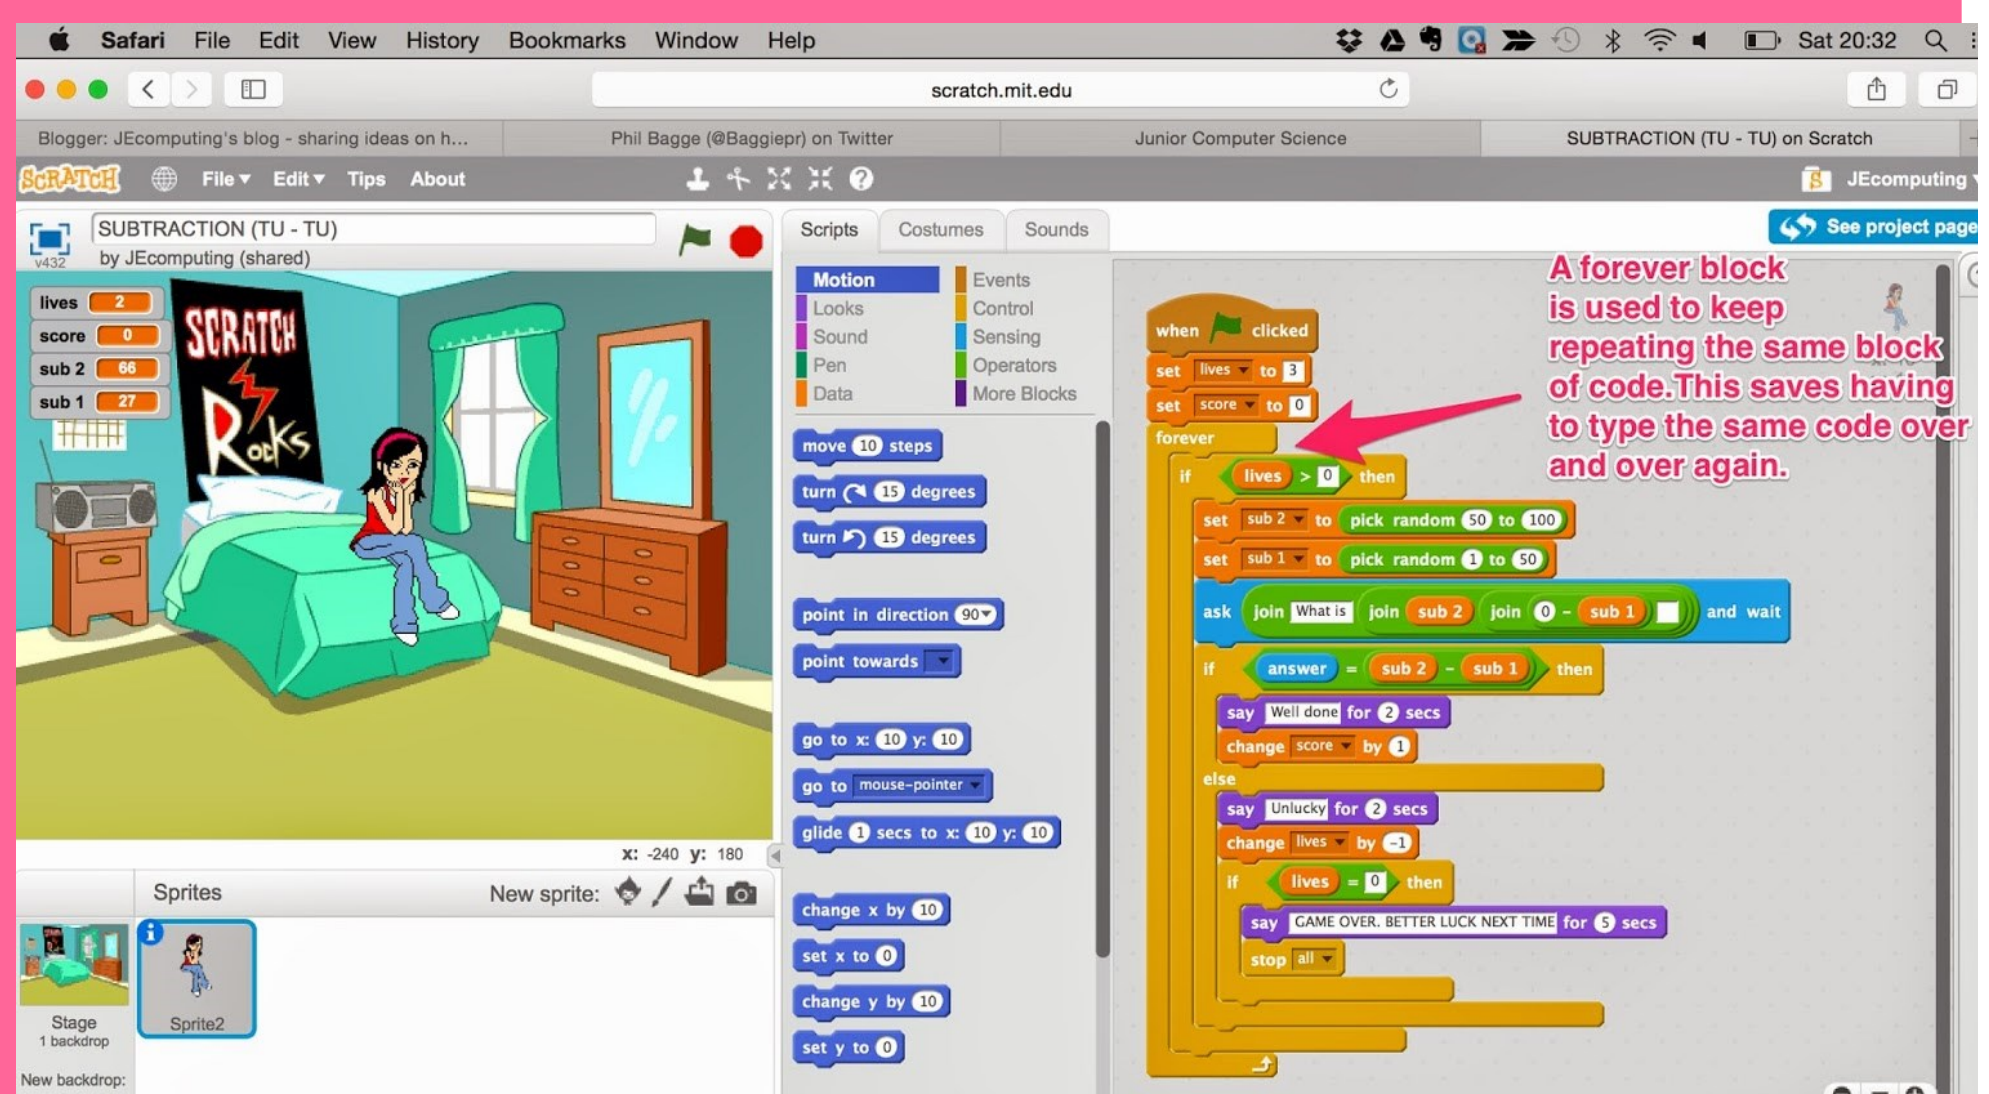 Safari File Edit View History Bookmarks Window Help
Sat 20:32
scratch.mit.edu
Blogger: JEcomputing's blog - sharing ideas on h...
Phil Bagge (@Baggiepr) on Twitter
Junior Computer Science
SUBTRACTION (TU - TU) on Scratch
SCRATCH
File Edit Tips About
JEcomputing
v432
SUBTRACTION (TU - TU)
by JEcomputing (shared)
lives 2
score 0
sub 2 66
sub 1 27
SCRATCH
Rocks
x: -240 y: 180
Sprites
New sprite:
Stage
1 backdrop
New backdrop:
Sprite2
Scripts
Costumes
Sounds
See project page
Motion
Looks
Sound
Pen
Data
Events
Control
Sensing
Operators
More Blocks
move 10 steps
turn 15 degrees
turn 15 degrees
point in direction 90
point towards
go to x: 10 y: 10
go to mouse-pointer
glide 1 secs to x: 10 y: 10
change x by 10
set x to 0
change y by 10
set y to 0
when clicked
set lives to 3
set score to 0
forever
if lives > 0 then
set sub 2 to pick random 50 to 100
set sub 1 to pick random 1 to 50
ask join What is join sub 2 join 0 - sub 1 and wait
if answer = sub 2 - sub 1 then
say Well done for 2 secs
change score by 1
else
say Unlucky for 2 secs
change lives by -1
if lives = 0 then
say GAME OVER. BETTER LUCK NEXT TIME for 5 secs
stop all
A forever block
is used to keep
repeating the same block
of code.This saves having
to type the same code over
and over again.